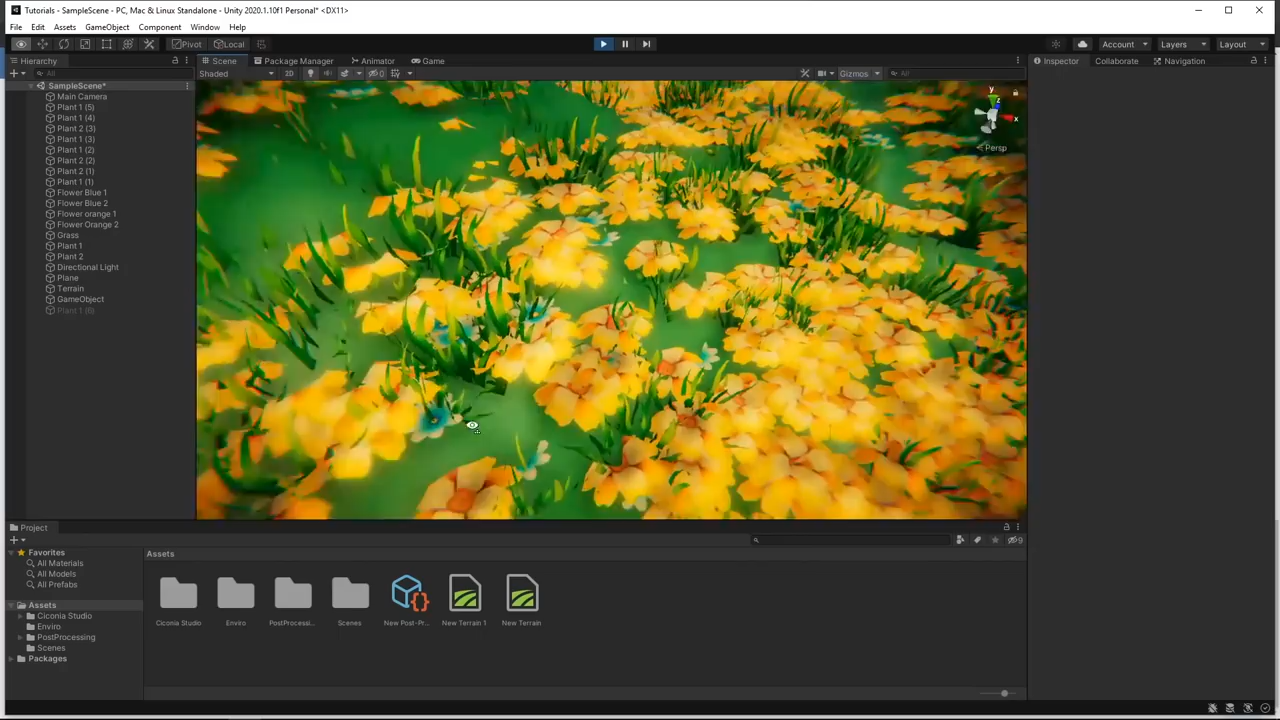 Tutorials - SampleScene - PC, Mac & Linux Standalone - Unity 2020.1.10f1 Personal* <DX11>
File Edit Assets GameObject Component Window Help
Pivot Local Account Layers Layout
Hierarchy Scene Package Manager Animator Game Inspector Collaborate Navigation
All Shaded 2D 0 Gizmos All
SampleScene*
Main Camera
Plant 1 (5)
Plant 1 (4)
Plant 2 (3)
Plant 1 (3)
Plant 1 (2)
Plant 2 (2)
Plant 2 (1)
Plant 1 (1)
Flower Blue 1
Flower Blue 2
Flower orange 1
Flower Orange 2
Grass
Plant 1
Plant 2
Directional Light
Plane
Terrain
GameObject
Plant 1 (6)
y
z
x
Persp
Project
9
Favorites
All Materials
All Models
All Prefabs
Assets
Ciconia Studio
Enviro
PostProcessing
Scenes
Packages
Assets
Ciconia Studio Enviro PostProcessi... Scenes New Post-Pr... New Terrain 1 New Terrain